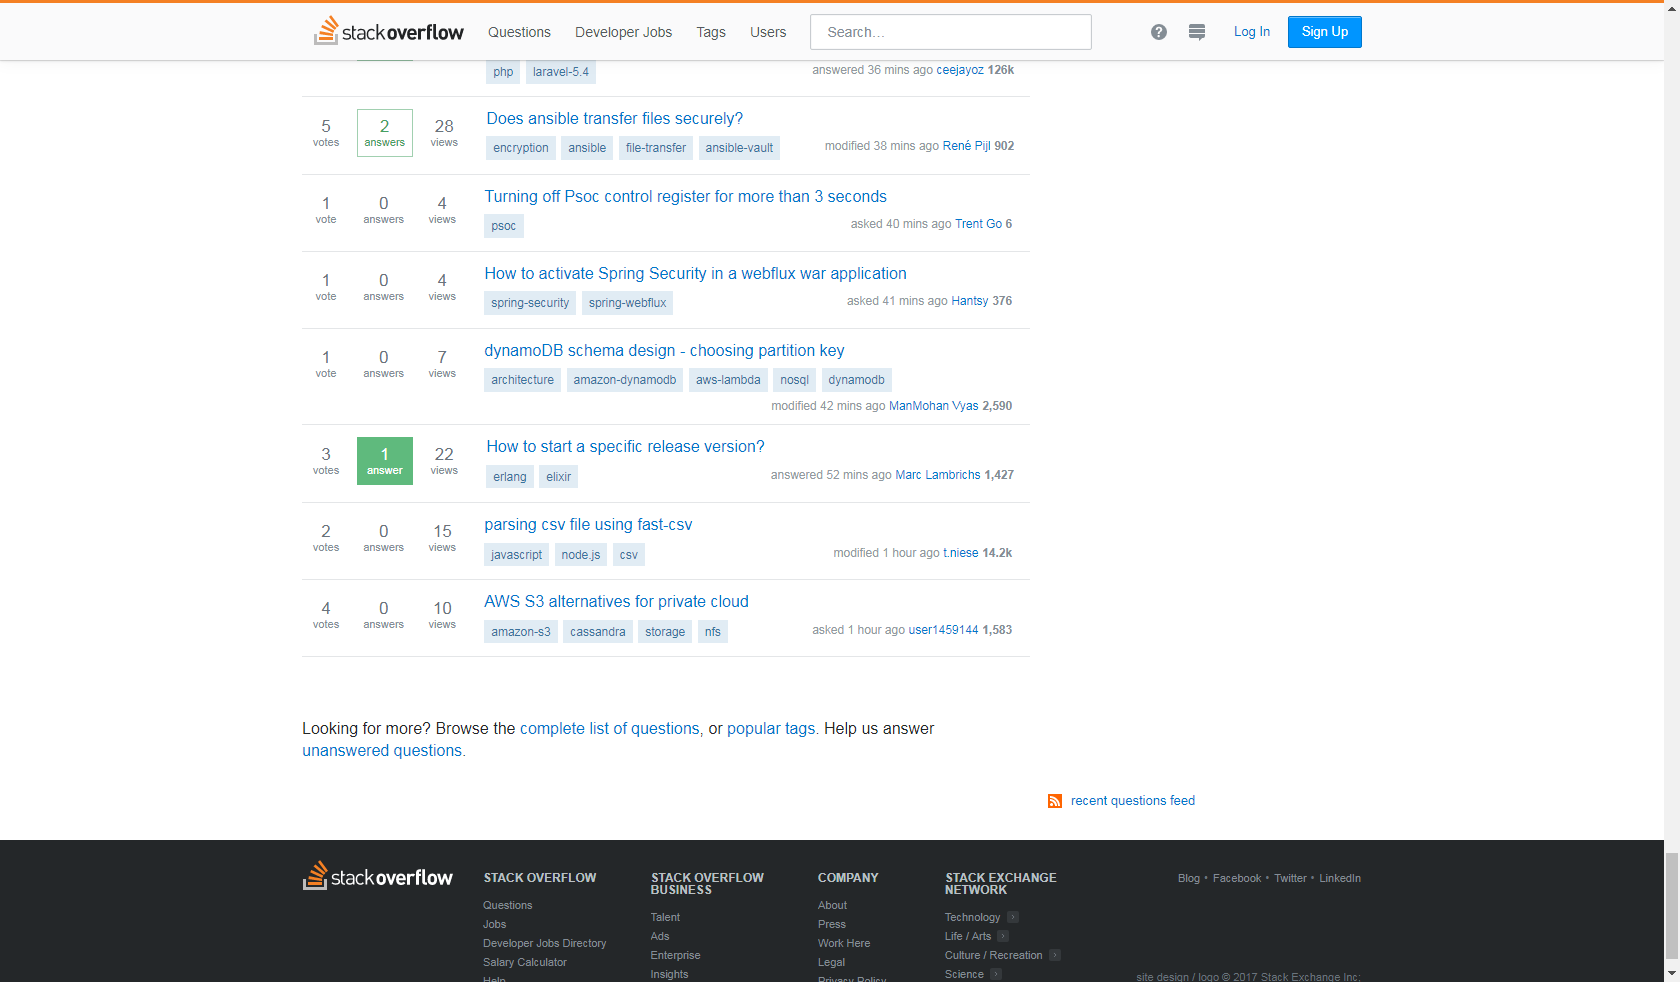 stackoverflow Questions Developer Jobs Tags Users Search... ? Log In Sign Up
php laravel-5.4 answered 36 mins ago ceejayoz 126k
5 votes 2 answers 28 views Does ansible transfer files securely?
encryption ansible file-transfer ansible-vault modified 38 mins ago René Pijl 902
1 vote 0 answers 4 views Turning off Psoc control register for more than 3 seconds
psoc asked 40 mins ago Trent Go 6
1 vote 0 answers 4 views How to activate Spring Security in a webflux war application
spring-security spring-webflux asked 41 mins ago Hantsy 376
1 vote 0 answers 7 views dynamoDB schema design - choosing partition key
architecture amazon-dynamodb aws-lambda nosql dynamodb
modified 42 mins ago ManMohan Vyas 2,590
3 votes 1 answer 22 views How to start a specific release version?
erlang elixir answered 52 mins ago Marc Lambrichs 1,427
2 votes 0 answers 15 views parsing csv file using fast-csv
javascript node.js csv modified 1 hour ago t.niese 14.2k
4 votes 0 answers 10 views AWS S3 alternatives for private cloud
amazon-s3 cassandra storage nfs asked 1 hour ago user1459144 1,583
Looking for more? Browse the complete list of questions, or popular tags. Help us answer
unanswered questions.
recent questions feed
stackoverflow
STACK OVERFLOW
Questions
Jobs
Developer Jobs Directory
Salary Calculator
Help
STACK OVERFLOW
BUSINESS
Talent
Ads
Enterprise
Insights
COMPANY
About
Press
Work Here
Legal
Privacy Policy
STACK EXCHANGE
NETWORK
Technology
Life / Arts
Culture / Recreation
Science
Blog • Facebook • Twitter • LinkedIn
site design / logo © 2017 Stack Exchange Inc;